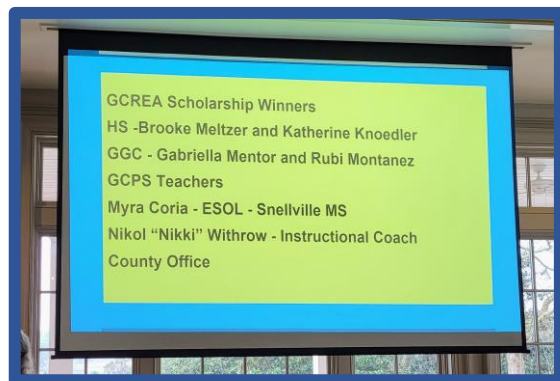 GCREA Scholarship Winners
HS -Brooke Meltzer and Katherine Knoedler
GGC - Gabriella Mentor and Rubi Montanez
GCPS Teachers
Myra Coria - ESOL - Snellville MS
Nikol “Nikki” Withrow - Instructional Coach
County Office